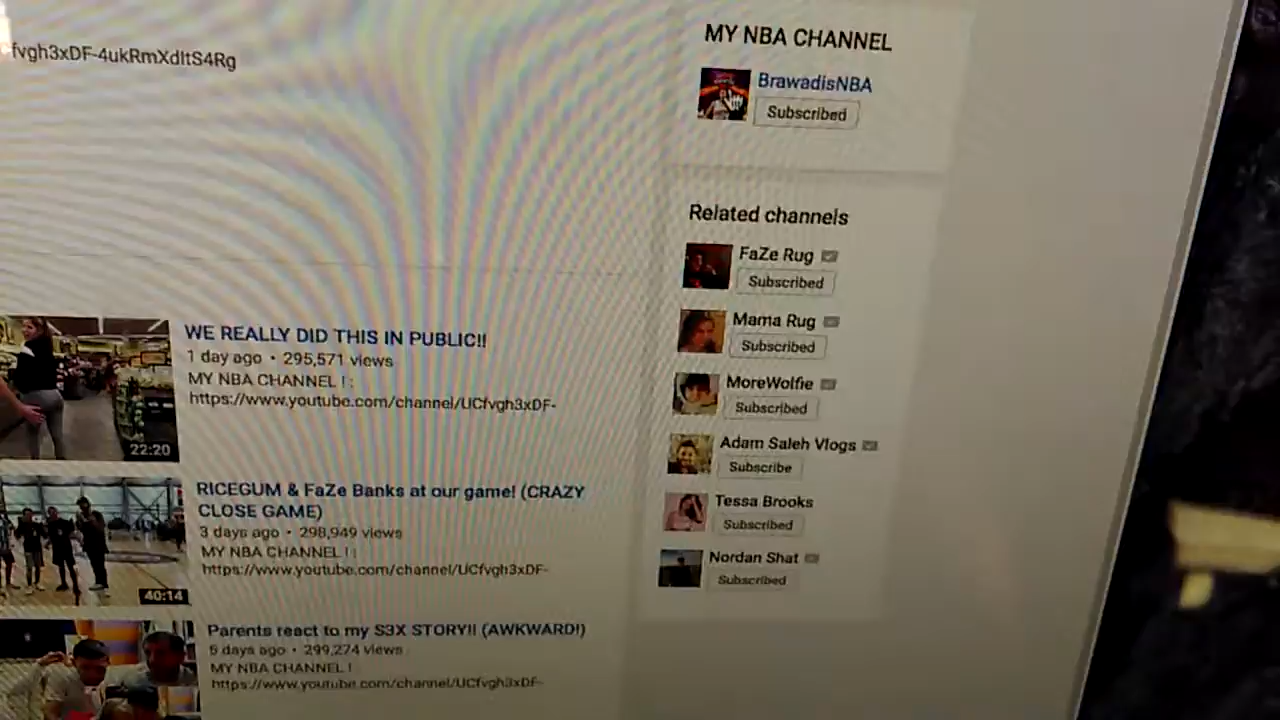 fvgh3xDF-4ukRmXdItS4Rg
MY NBA CHANNEL
BrawadisNBA
Subscribed
Related channels
FaZe Rug
Subscribed
Mama Rug
Subscribed
MoreWolfie
Subscribed
Adam Saleh Vlogs
Subscribe
Tessa Brooks
Subscribed
Nordan Shat
Subscribed
WE REALLY DID THIS IN PUBLIC!!
1 day ago • 295,571 views
MY NBA CHANNEL ! :
https://www.youtube.com/channel/UCfvgh3xDF-
22:20
RICEGUM & FaZe Banks at our game! (CRAZY
CLOSE GAME)
3 days ago • 298,949 views
MY NBA CHANNEL ! :
https://www.youtube.com/channel/UCfvgh3xDF-
40:14
Parents react to my S3X STORY!! (AWKWARD!)
5 days ago • 299,274 views
MY NBA CHANNEL !
https://www.youtube.com/channel/UCfvgh3xDF-